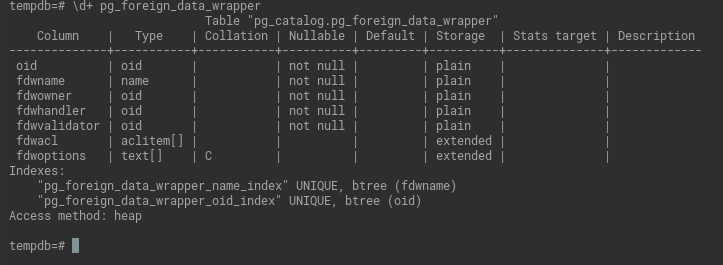 tempdb=# \d+ pg_foreign_data_wrapper
                          Table "pg_catalog.pg_foreign_data_wrapper"
    Column    |   Type    | Collation | Nullable | Default | Storage  | Stats target | Description
--------------+-----------+-----------+----------+---------+----------+--------------+-------------
 oid          | oid       |           | not null |         | plain    |              |
 fdwname      | name      |           | not null |         | plain    |              |
 fdwowner     | oid       |           | not null |         | plain    |              |
 fdwhandler   | oid       |           | not null |         | plain    |              |
 fdwvalidator | oid       |           | not null |         | plain    |              |
 fdwacl       | aclitem[] |           |          |         | extended |              |
 fdwoptions   | text[]    | C         |          |         | extended |              |
Indexes:
    "pg_foreign_data_wrapper_name_index" UNIQUE, btree (fdwname)
    "pg_foreign_data_wrapper_oid_index" UNIQUE, btree (oid)
Access method: heap
tempdb=#